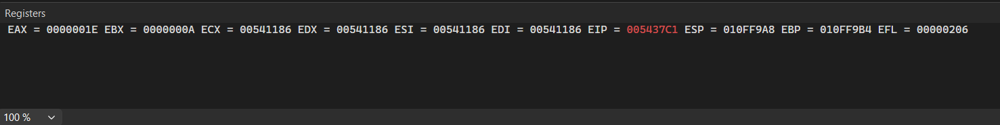 Registers
EAX = 0000001E EBX = 0000000A ECX = 00541186 EDX = 00541186 ESI = 00541186 EDI = 00541186 EIP = 005437C1 ESP = 010FF9A8 EBP = 010FF9B4 EFL = 00000206
100 %